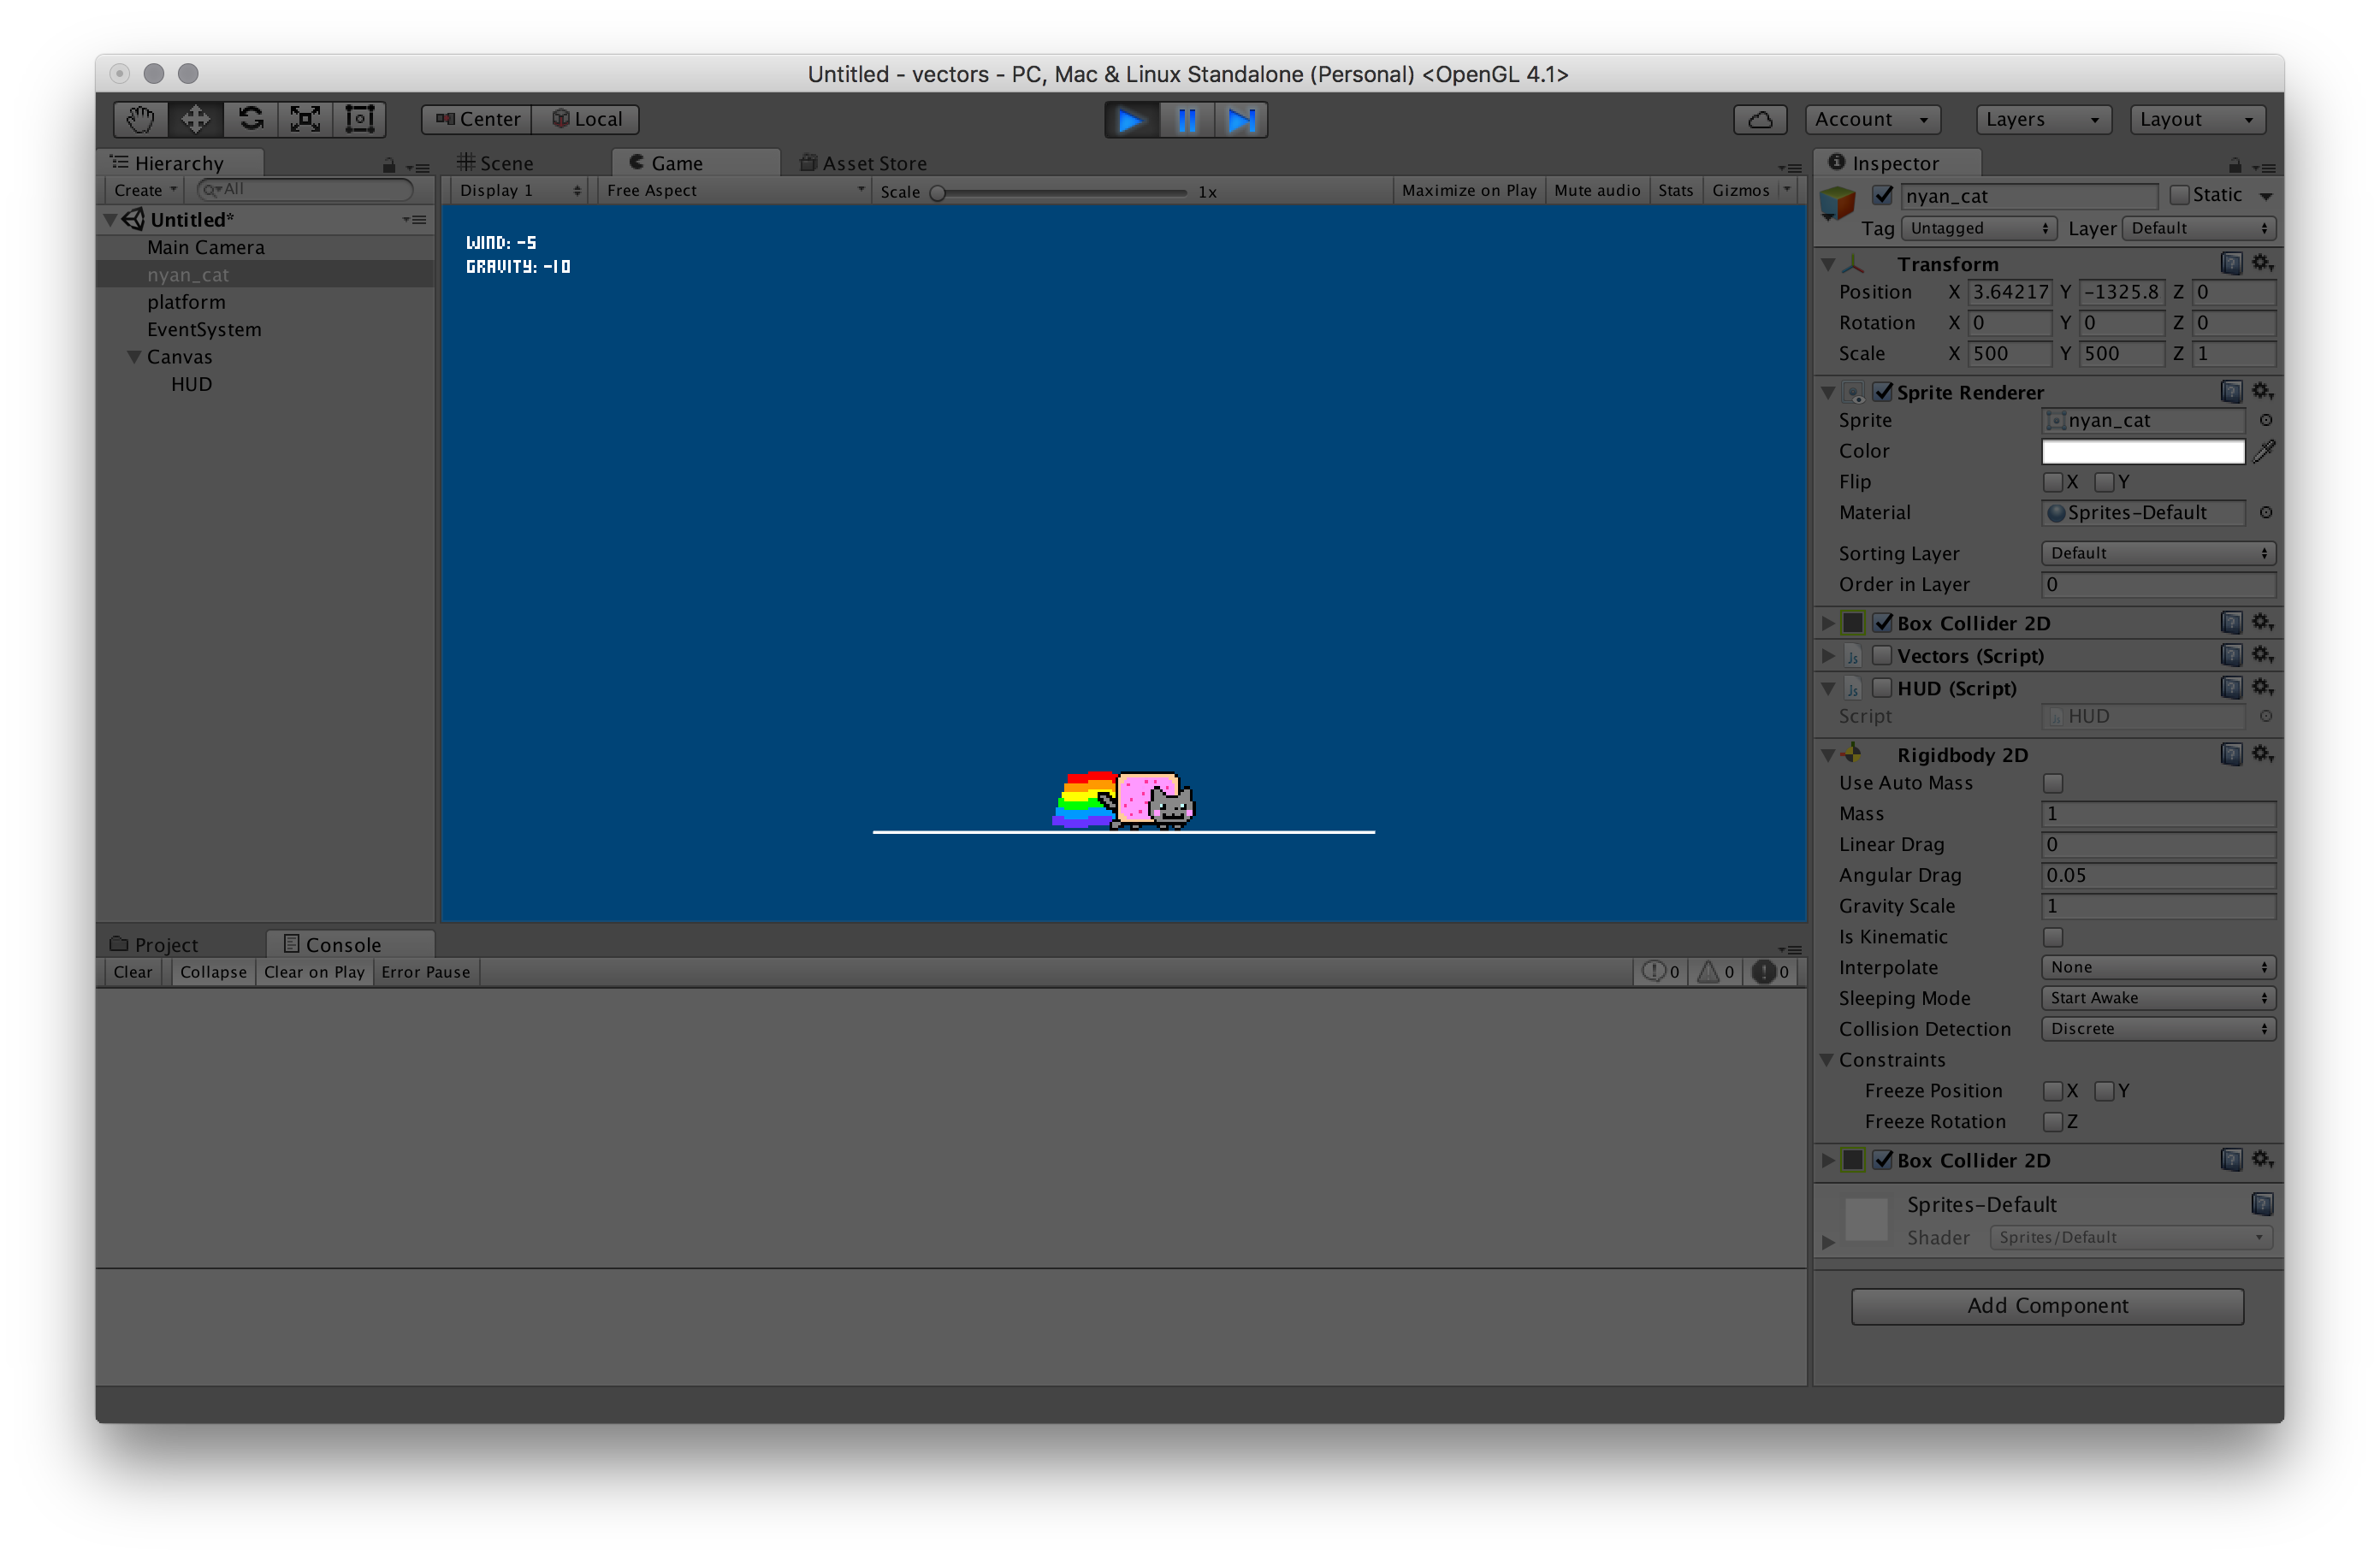 Untitled - vectors - PC, Mac & Linux Standalone (Personal) <OpenGL 4.1>
Center Local Account Layers Layout
Hierarchy
Create All
Untitled*
Main Camera
nyan_cat
platform
EventSystem
Canvas
HUD
Scene Game Asset Store
Display 1 Free Aspect Scale 1x Maximize on Play Mute audio Stats Gizmos
WIND: -5
GRAVITY: -10
Project Console
Clear Collapse Clear on Play Error Pause 0 0 0
Inspector
nyan_cat Static
Tag Untagged Layer Default
Transform
Position X 3.64217 Y -1325.8 Z 0
Rotation X 0 Y 0 Z 0
Scale X 500 Y 500 Z 1
Sprite Renderer
Sprite nyan_cat
Color
Flip X Y
Material Sprites-Default
Sorting Layer Default
Order in Layer 0
Box Collider 2D
Js Vectors (Script)
Js HUD (Script)
Script Js HUD
Rigidbody 2D
Use Auto Mass
Mass 1
Linear Drag 0
Angular Drag 0.05
Gravity Scale 1
Is Kinematic
Interpolate None
Sleeping Mode Start Awake
Collision Detection Discrete
Constraints
Freeze Position X Y
Freeze Rotation Z
Box Collider 2D
Sprites-Default
Shader Sprites/Default
Add Component